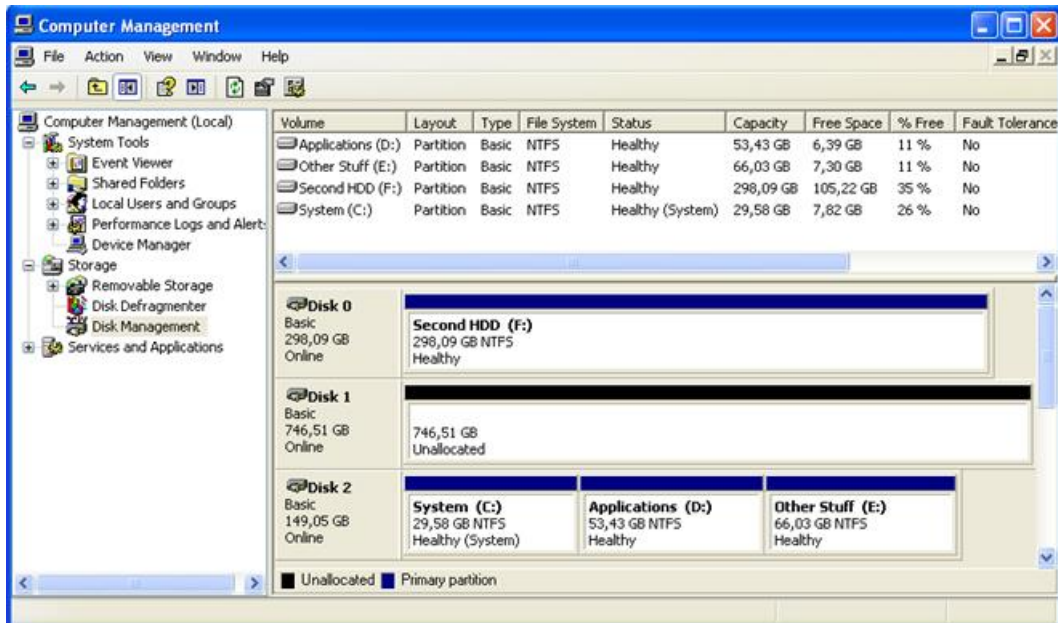 Computer Management
File Action View Window Help
Computer Management (Local)
System Tools
Event Viewer
Shared Folders
Local Users and Groups
Performance Logs and Alert
Device Manager
Storage
Removable Storage
Disk Defragmenter
Disk Management
Services and Applications
Volume Layout Type File System Status Capacity Free Space % Free Fault Tolerance
Applications (D:) Partition Basic NTFS Healthy 53,43 GB 6,39 GB 11 % No
Other Stuff (E:) Partition Basic NTFS Healthy 66,03 GB 7,30 GB 11 % No
Second HDD (F:) Partition Basic NTFS Healthy 298,09 GB 105,22 GB 35 % No
System (C:) Partition Basic NTFS Healthy (System) 29,58 GB 7,82 GB 26 % No
Disk 0
Basic
298,09 GB
Online
Second HDD (F:)
298,09 GB NTFS
Healthy
Disk 1
Basic
746,51 GB
Online
746,51 GB
Unallocated
Disk 2
Basic
149,05 GB
Online
System (C:)
29,58 GB NTFS
Healthy (System)
Applications (D:)
53,43 GB NTFS
Healthy
Other Stuff (E:)
66,03 GB NTFS
Healthy
Unallocated Primary partition